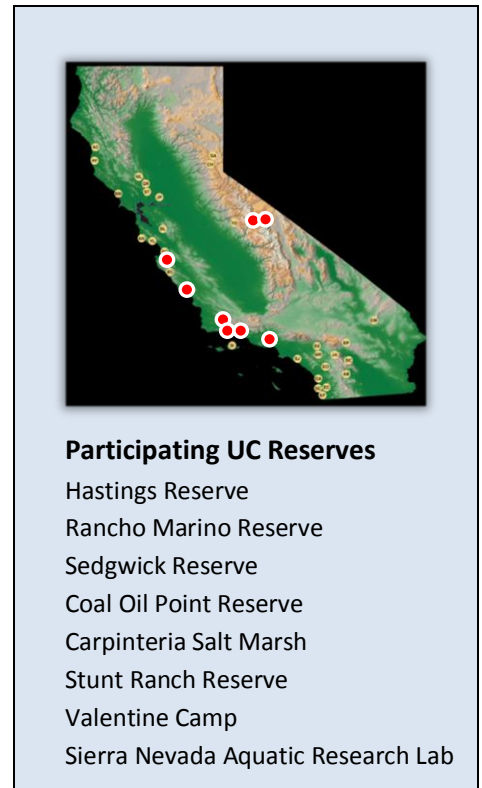 Participating UC Reserves
Hastings Reserve
Rancho Marino Reserve
Sedgwick Reserve
Coal Oil Point Reserve
Carpinteria Salt Marsh
Stunt Ranch Reserve
Valentine Camp
Sierra Nevada Aquatic Research Lab